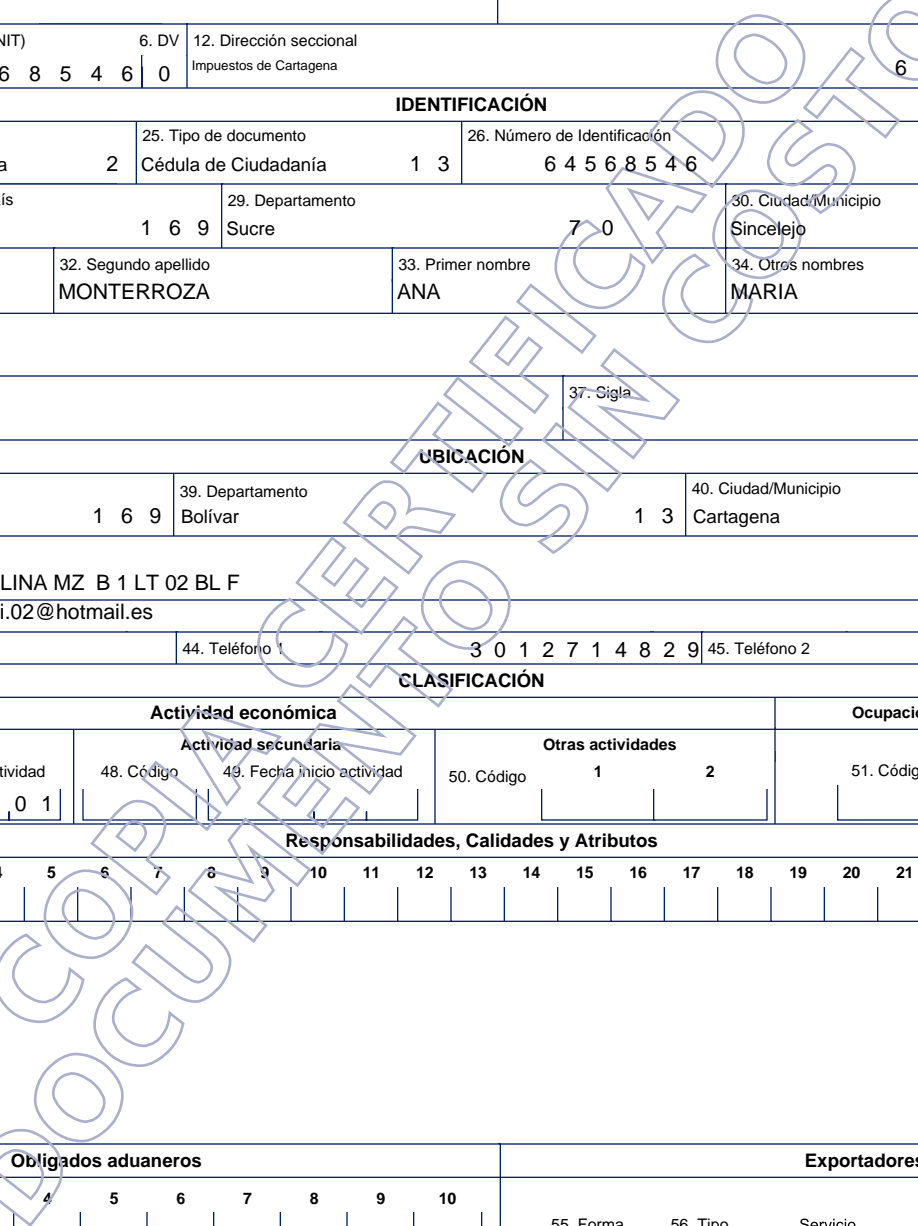 NIT) 6. DV 12. Dirección seccional
6 8 5 4 6 0 Impuestos de Cartagena 6
IDENTIFICACIÓN
25. Tipo de documento 26. Número de Identificación
a 2 Cédula de Ciudadanía 1 3 6 4 5 6 8 5 4 6
ís 29. Departamento 30. Ciudad/Municipio
1 6 9 Sucre 7 0 Sincelejo
32. Segundo apellido 33. Primer nombre 34. Otros nombres
MONTERROZA ANA MARIA
37. Sigla
UBICACIÓN
39. Departamento 40. Ciudad/Municipio
1 6 9 Bolívar 1 3 Cartagena
LINA MZ B 1 LT 02 BL F
i.02@hotmail.es
44. Teléfono 1 3 0 1 2 7 1 4 8 2 9 45. Teléfono 2
CLASIFICACIÓN
Actividad económica Ocupació
Actividad secundaria Otras actividades
tividad 48. Código 49. Fecha inicio actividad 50. Código 1 2 51. Códig
0 1
Responsabilidades, Calidades y Atributos
4 5 6 7 8 9 10 11 12 13 14 15 16 17 18 19 20 21
Obligados aduaneros Exportadores
4 5 6 7 8 9 10
55. Forma 56. Tipo Servicio
COPIA CERTIFICADO
DOCUMENTO SIN COSTO